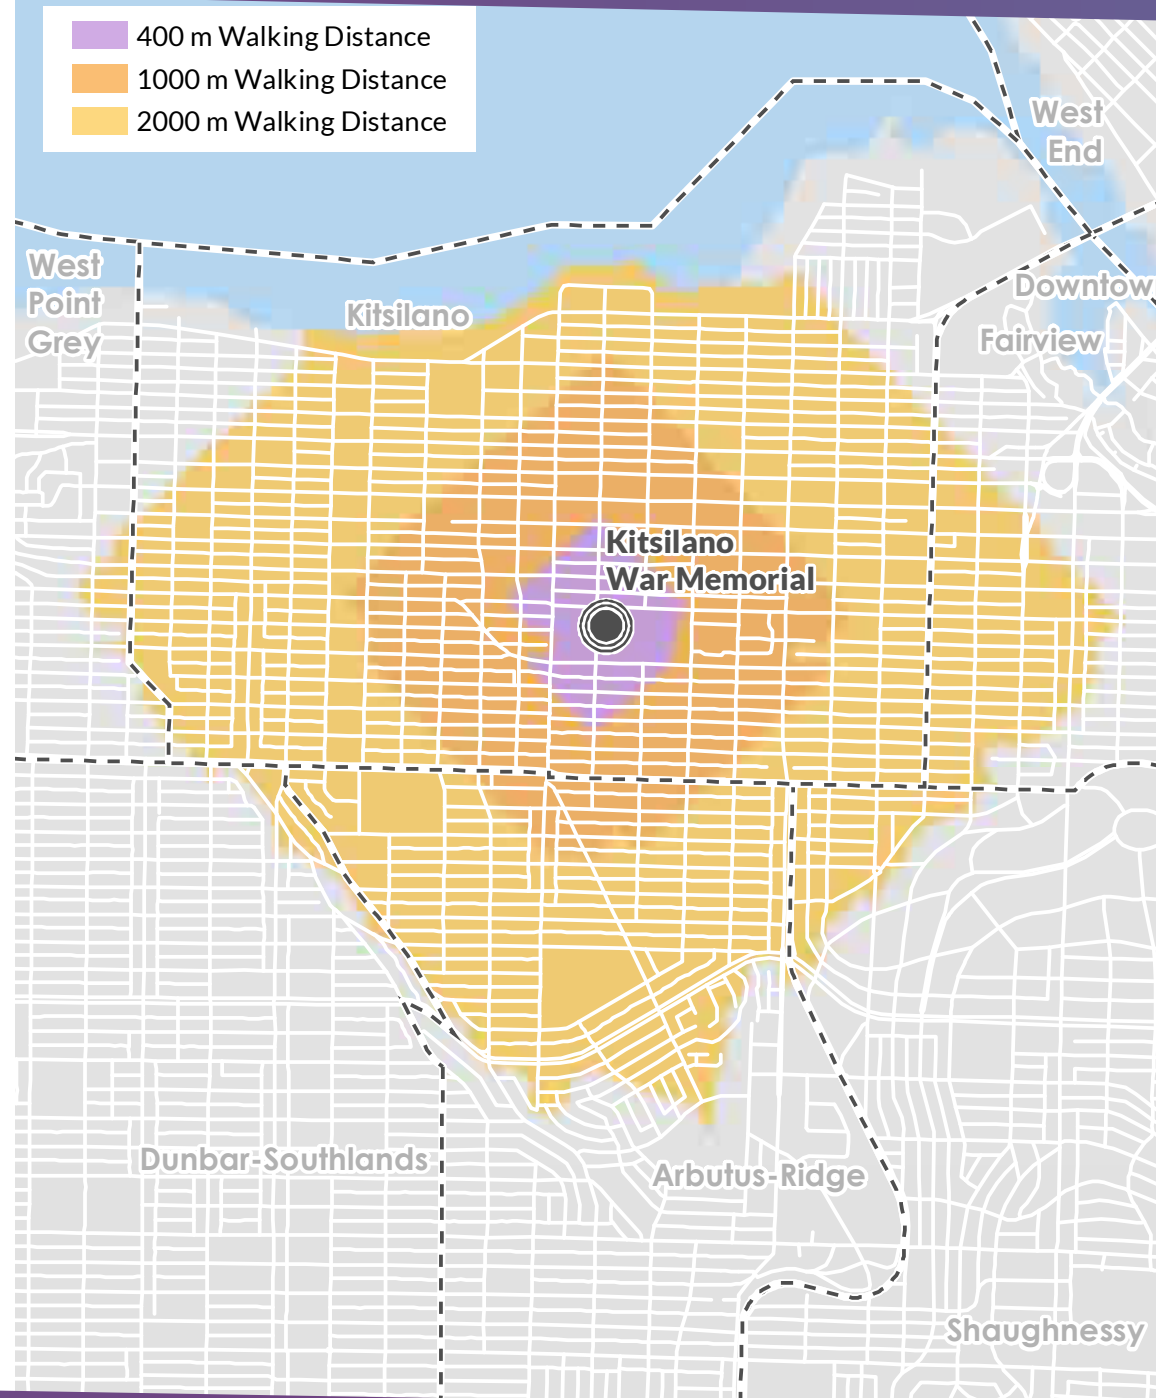 400 m Walking Distance
1000 m Walking Distance
2000 m Walking Distance
West
End
West
Point
Grey
Kitsilano
Downtow
Fairview
Kitsilano
War Memorial
Dunbar-Southlands
Arbutus-Ridge
Shaughnessy